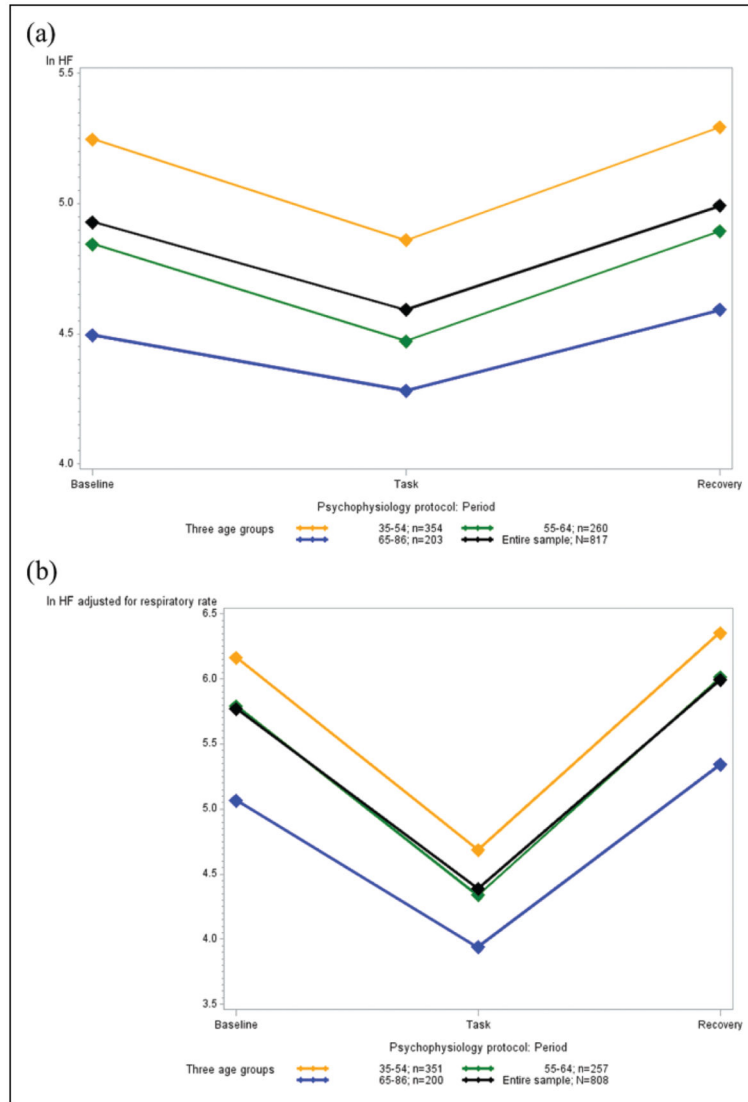 (a)
ln HF
5.5
5.0
4.5
4.0
Baseline Task Recovery
Psychophysiology protocol: Period
Three age groups 35-54; n=354 55-64; n=260
65-86; n=203 Entire sample; N=817
(b)
ln HF adjusted for respiratory rate
6.5
6.0
5.5
5.0
4.5
4.0
3.5
Baseline Task Recovery
Psychophysiology protocol: Period
Three age groups 35-54; n=351 55-64; n=257
65-86; n=200 Entire sample; N=808